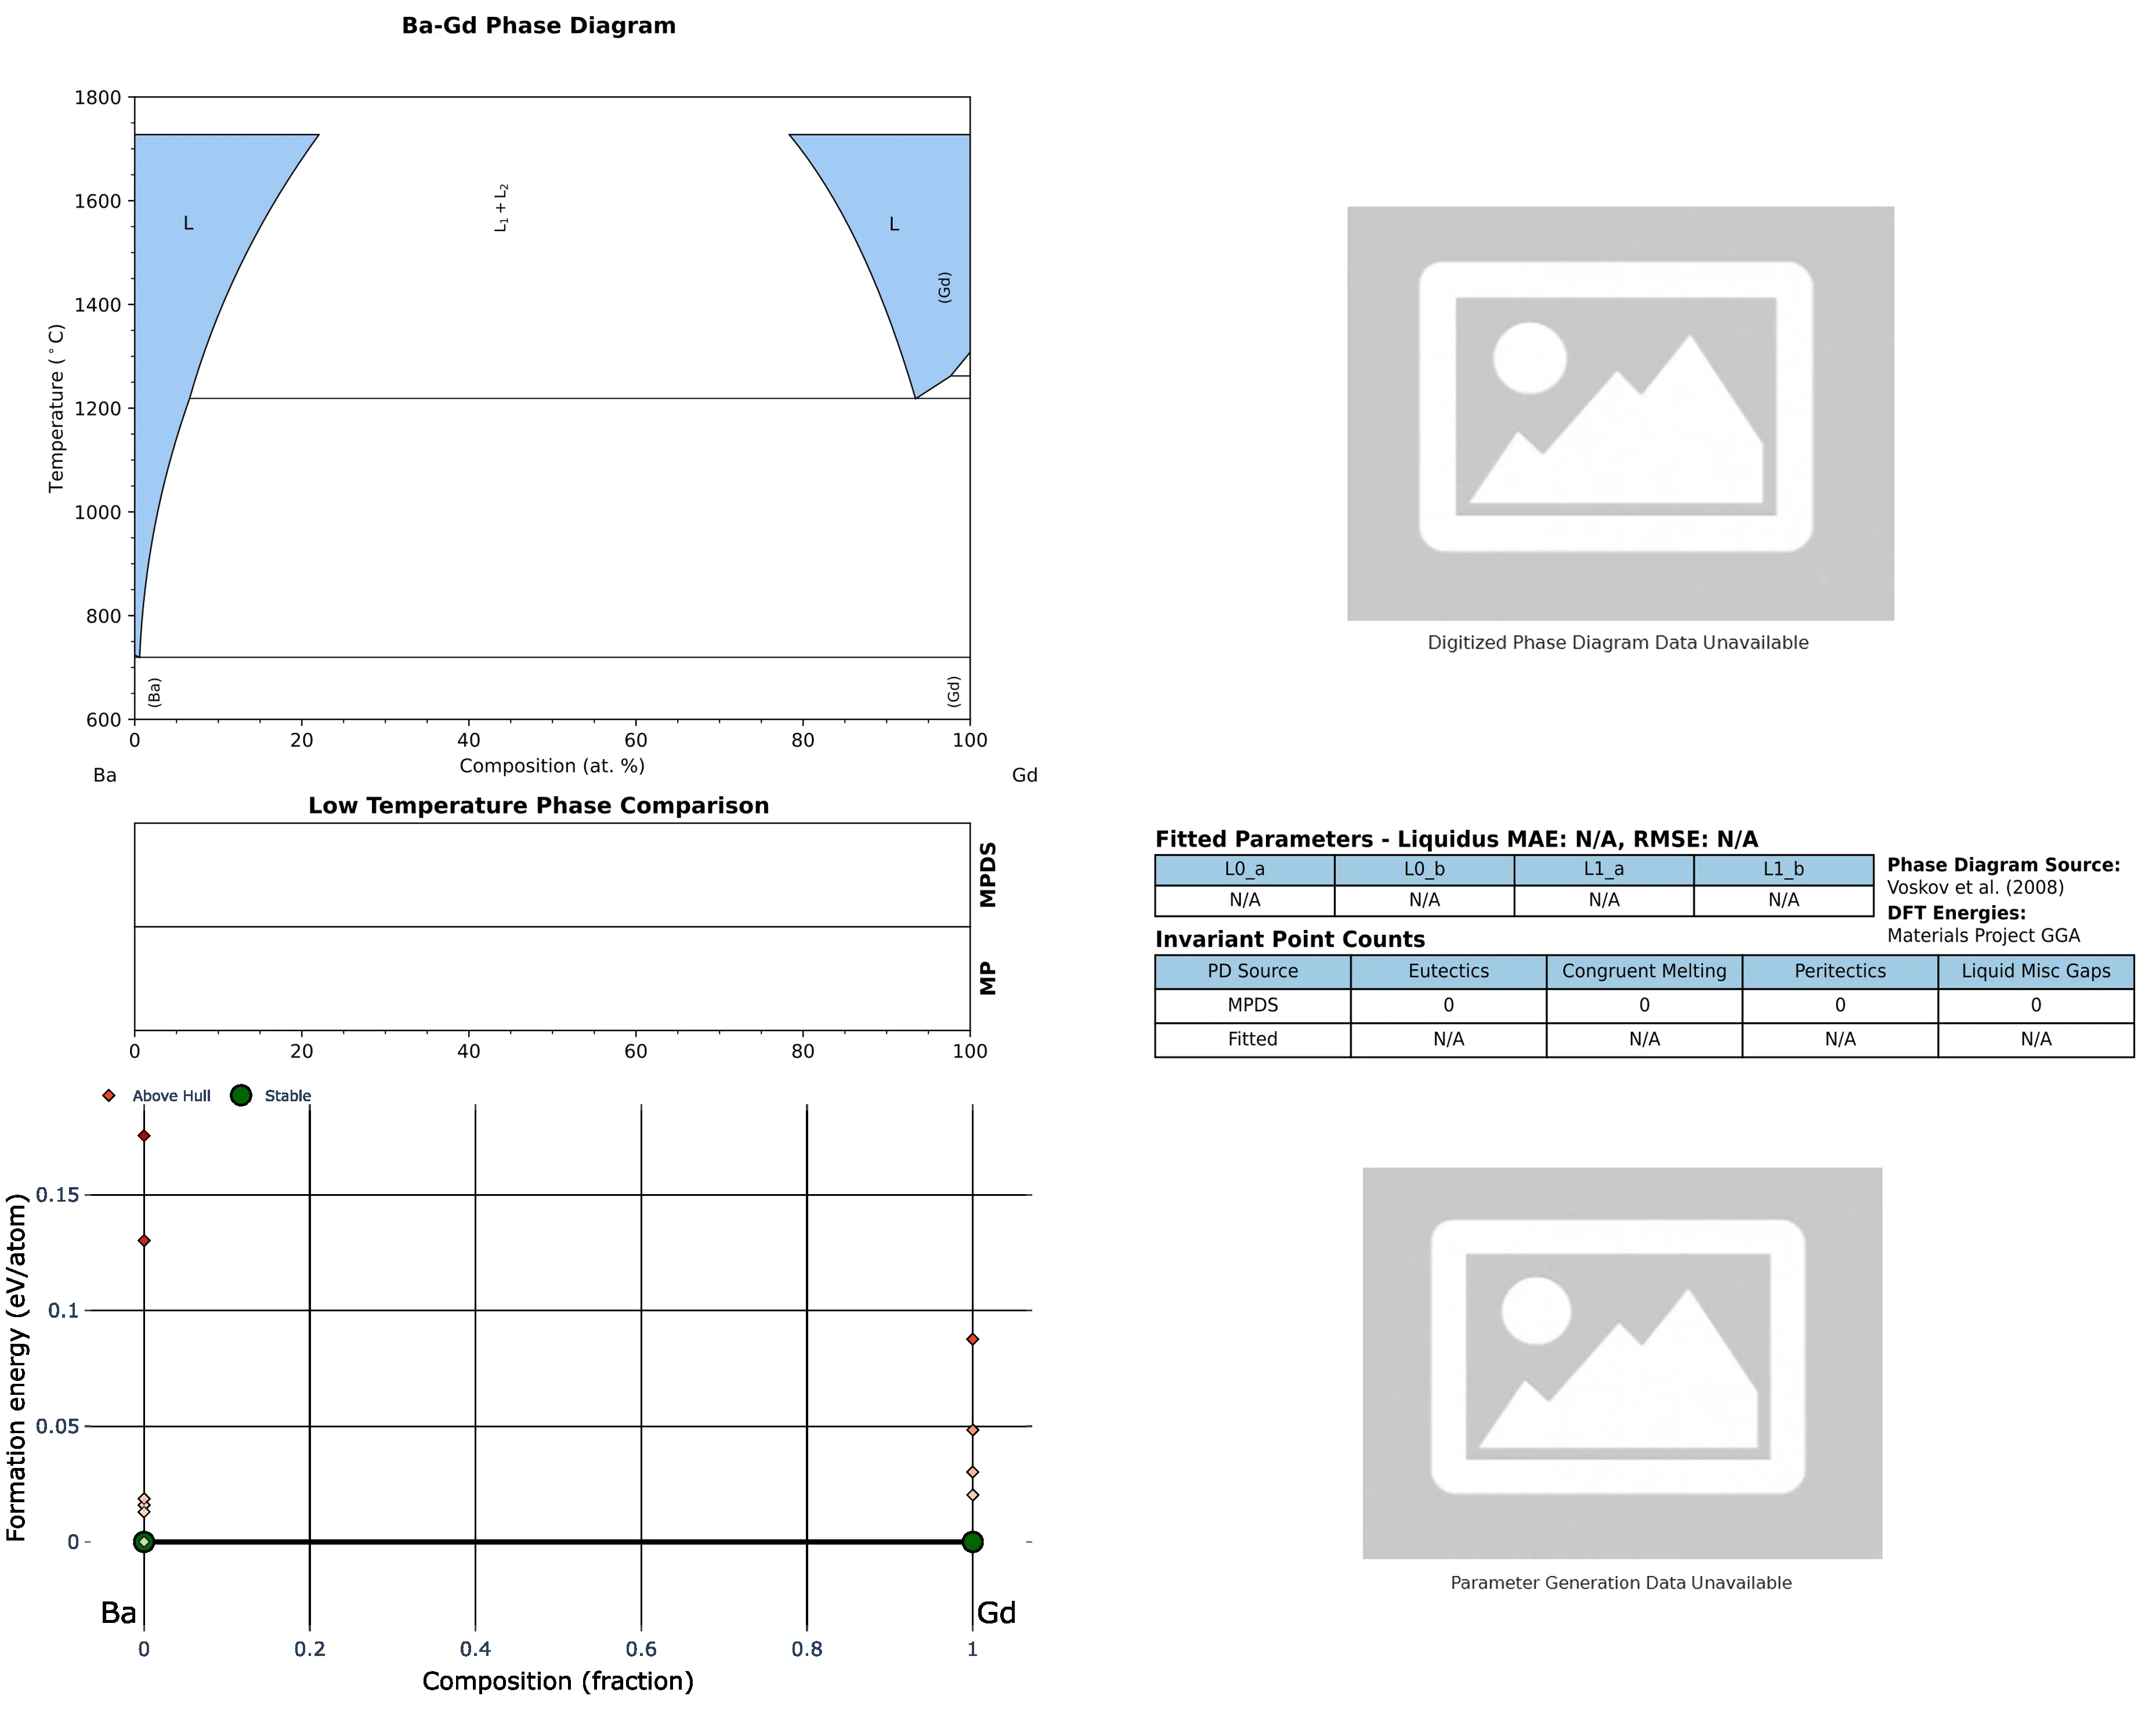 Ba-Gd Phase Diagram
1800
1600
1400
1200
1000
800
600
Temperature (°C)
L
L₁ + L₂
L
(Gd)
(Ba)
(Gd)
0 20 40 60 80 100
Composition (at. %)
Ba Gd
Digitized Phase Diagram Data Unavailable
Low Temperature Phase Comparison
MPDS
MP
0 20 40 60 80 100
Fitted Parameters - Liquidus MAE: N/A, RMSE: N/A
L0_a L0_b L1_a L1_b
N/A N/A N/A N/A
Phase Diagram Source:
Voskov et al. (2008)
DFT Energies:
Materials Project GGA
Invariant Point Counts
PD Source Eutectics Congruent Melting Peritectics Liquid Misc Gaps
MPDS 0 0 0 0
Fitted N/A N/A N/A N/A
Above Hull Stable
0.15
0.1
0.05
0
Formation energy (eV/atom)
Ba Gd
0 0.2 0.4 0.6 0.8 1
Composition (fraction)
Parameter Generation Data Unavailable